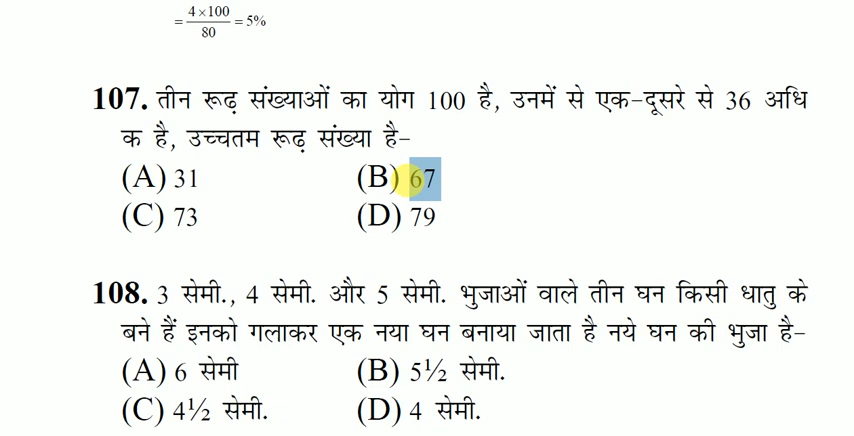 = 4×100/80 = 5%
107. तीन रूढ़ संख्याओं का योग 100 है, उनमें से एक–दूसरे से 36 अधि
क है, उच्चतम रूढ़ संख्या है–
(A) 31 (B) 67
(C) 73 (D) 79
108. 3 सेमी., 4 सेमी. और 5 सेमी. भुजाओं वाले तीन घन किसी धातु के
बने हैं इनको गलाकर एक नया घन बनाया जाता है नये घन की भुजा है–
(A) 6 सेमी (B) 5½ सेमी.
(C) 4½ सेमी. (D) 4 सेमी.